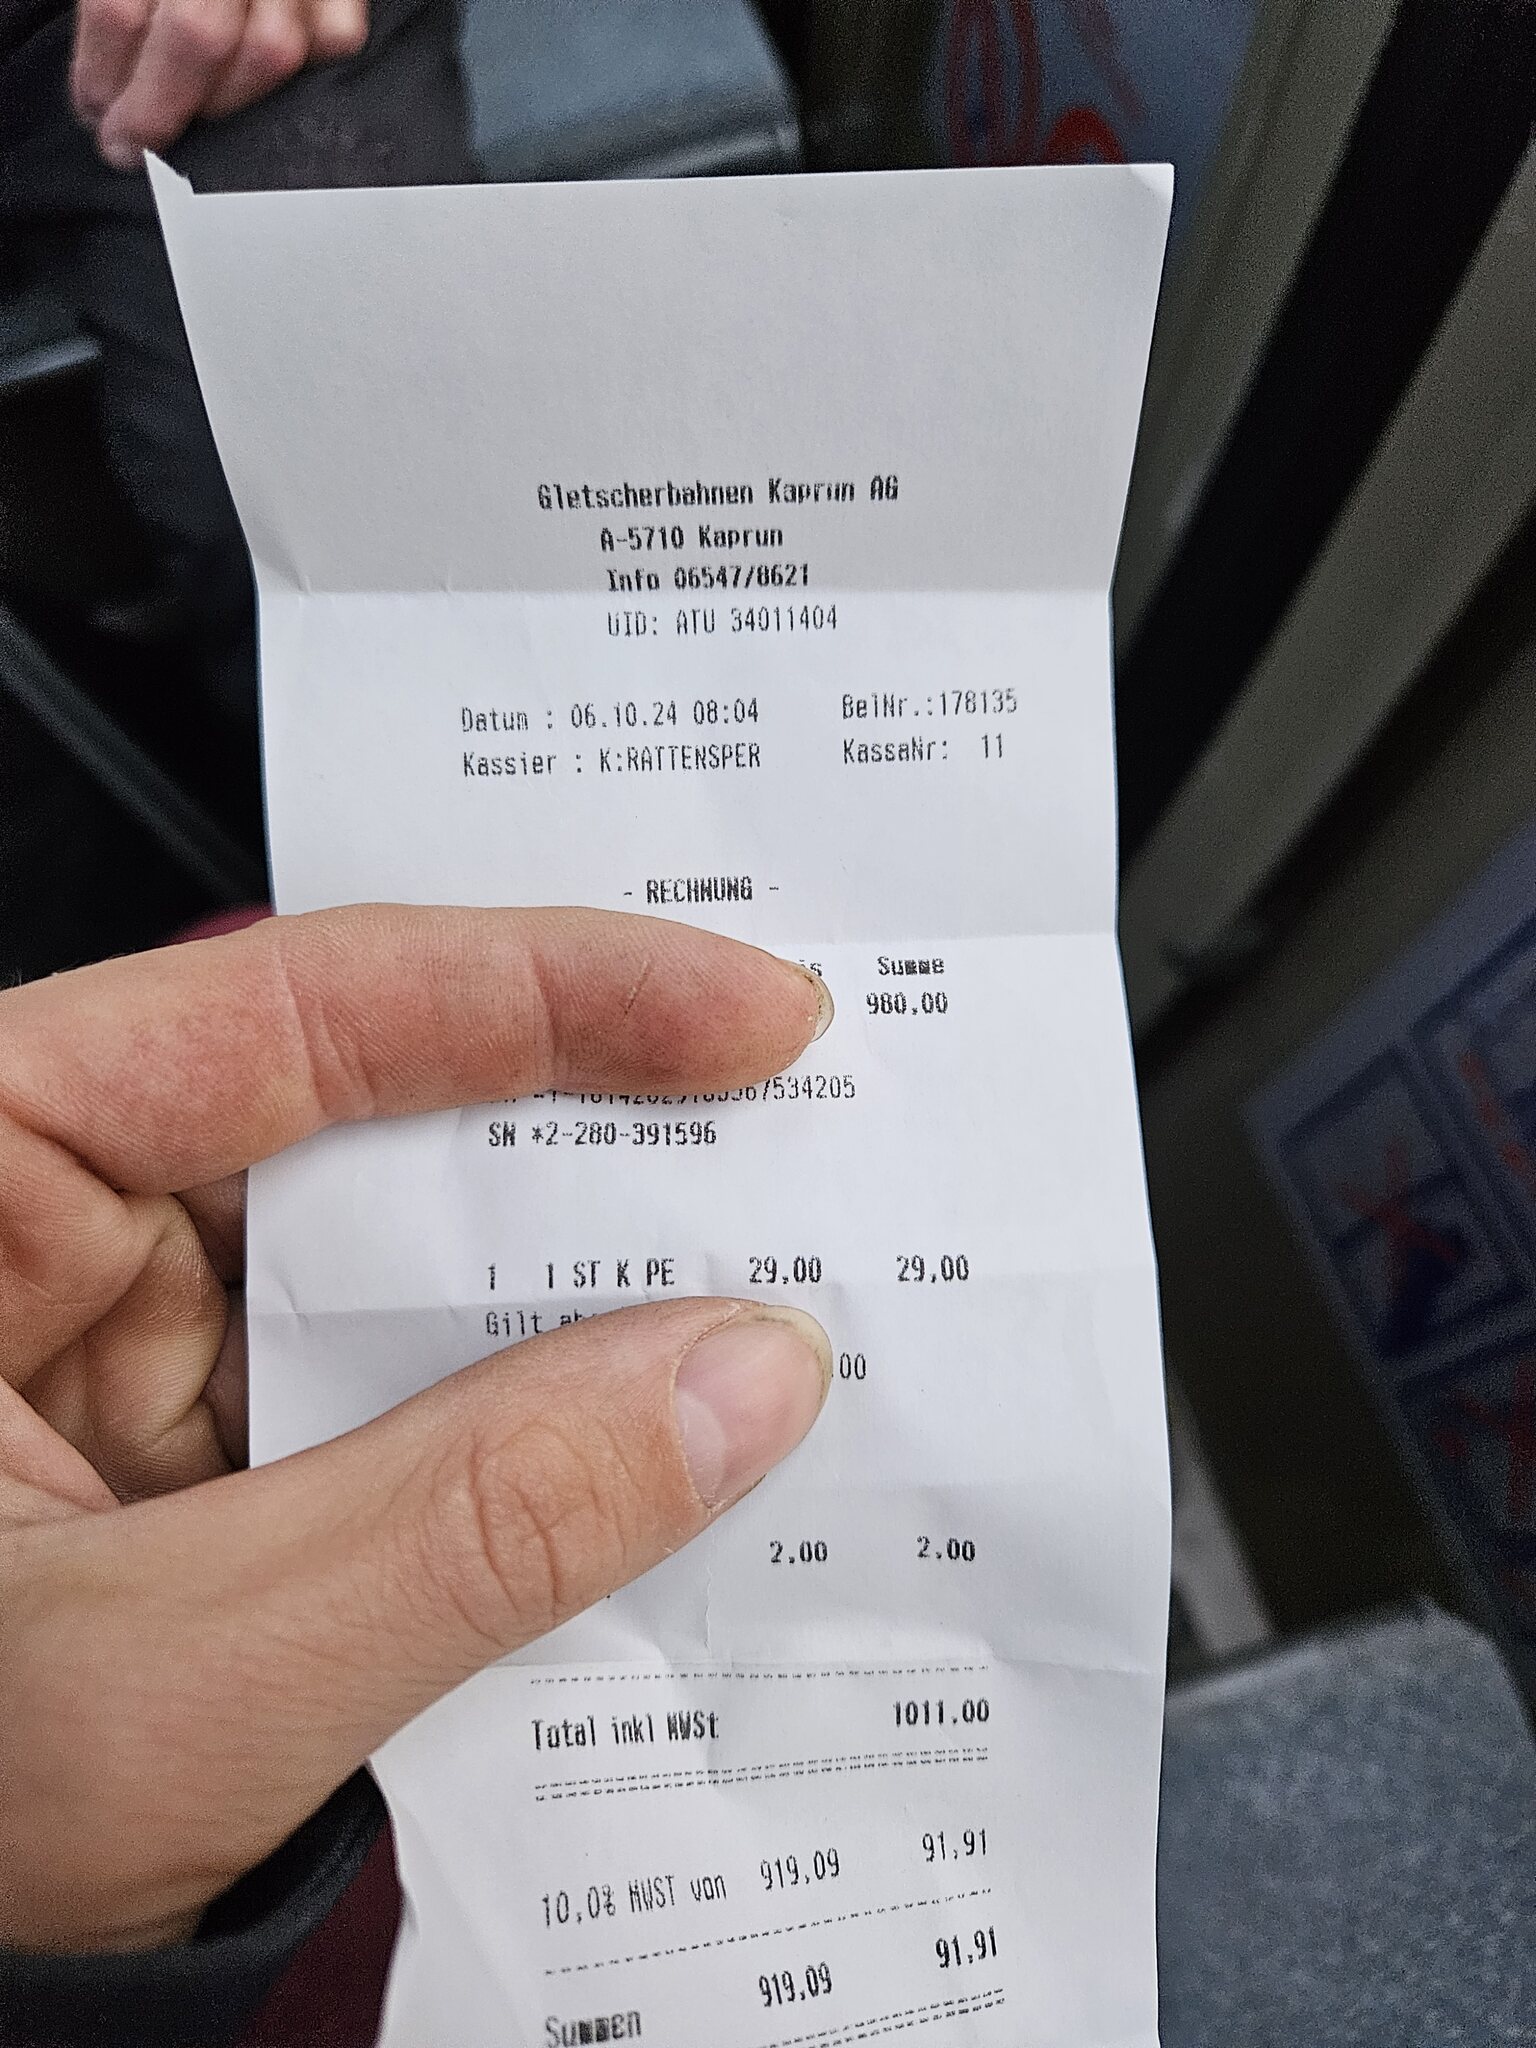 Gletscherbahnen Kaprun AG
A-5710 Kaprun
Info 06547/8621
UID: ATU 34011404
Datum : 06.10.24 08:04 BelNr.:178135
Kassier : K:RATTENSPER KassaNr: 11
- RECHNUNG -
Summe
980.00
SN *2-280-391596
1 1 ST K PE 29,00 29,00
Gilt
2.00 2.00
Total inkl MWSt 1011.00
10,0% MWST von 919,09 91,91
Summen 919,09 91,91